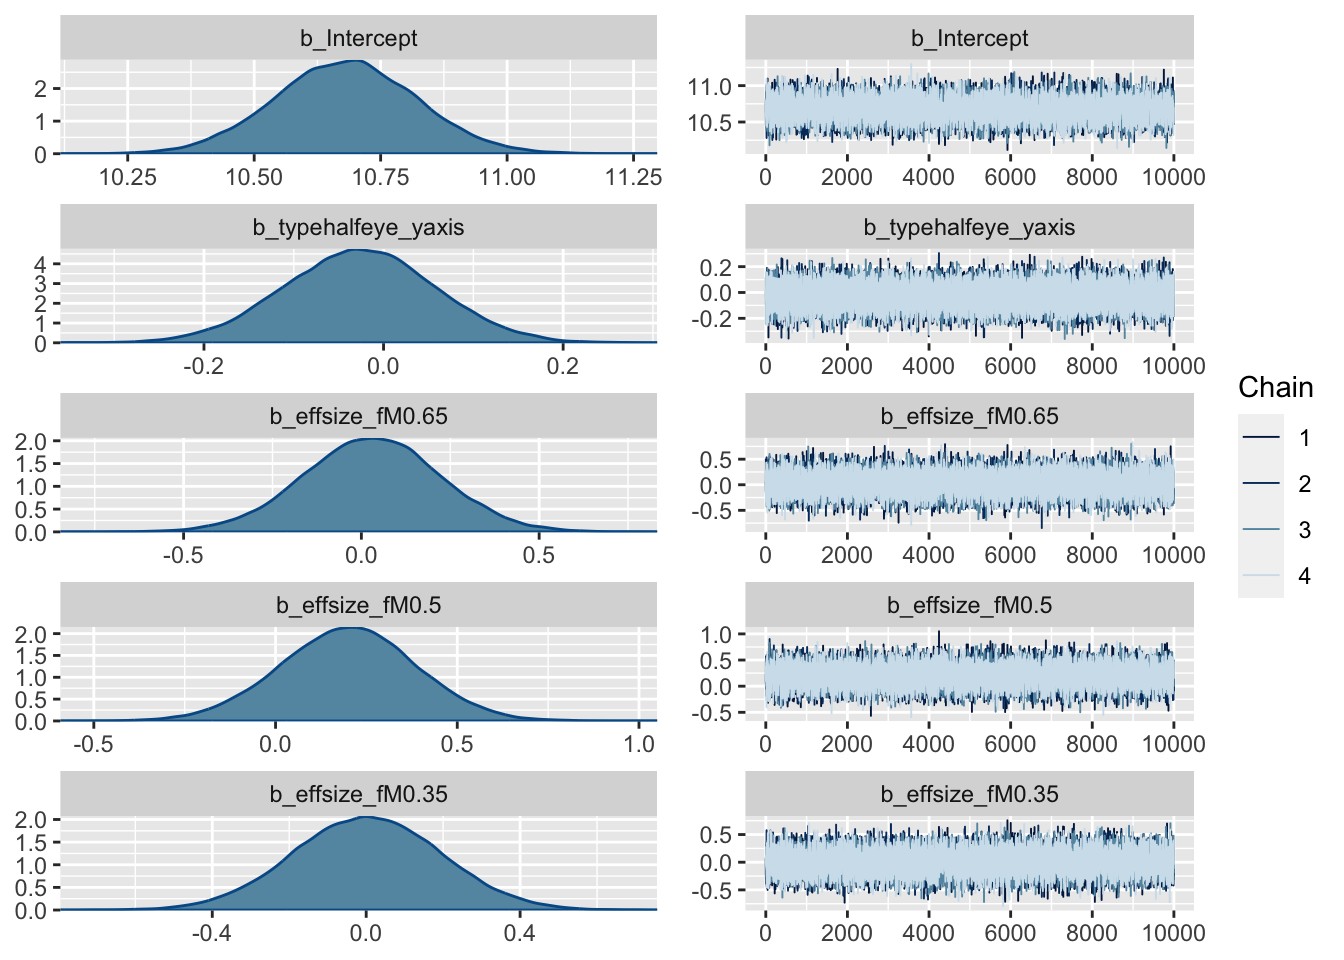 b_Intercept
b_Intercept
2
1
0
10.25 10.50 10.75 11.00 11.25
11.0
10.5
0 2000 4000 6000 8000 10000
b_typehalfeye_yaxis
b_typehalfeye_yaxis
4
3
2
1
0
-0.2 0.0 0.2
0.2
0.0
-0.2
0 2000 4000 6000 8000 10000
b_effsize_fM0.65
b_effsize_fM0.65
2.0
1.5
1.0
0.5
0.0
-0.5 0.0 0.5
0.5
0.0
-0.5
0 2000 4000 6000 8000 10000
b_effsize_fM0.5
b_effsize_fM0.5
2.0
1.5
1.0
0.5
0.0
-0.5 0.0 0.5 1.0
1.0
0.5
0.0
-0.5
0 2000 4000 6000 8000 10000
b_effsize_fM0.35
b_effsize_fM0.35
2.0
1.5
1.0
0.5
0.0
-0.4 0.0 0.4
0.5
0.0
-0.5
0 2000 4000 6000 8000 10000
Chain
1
2
3
4